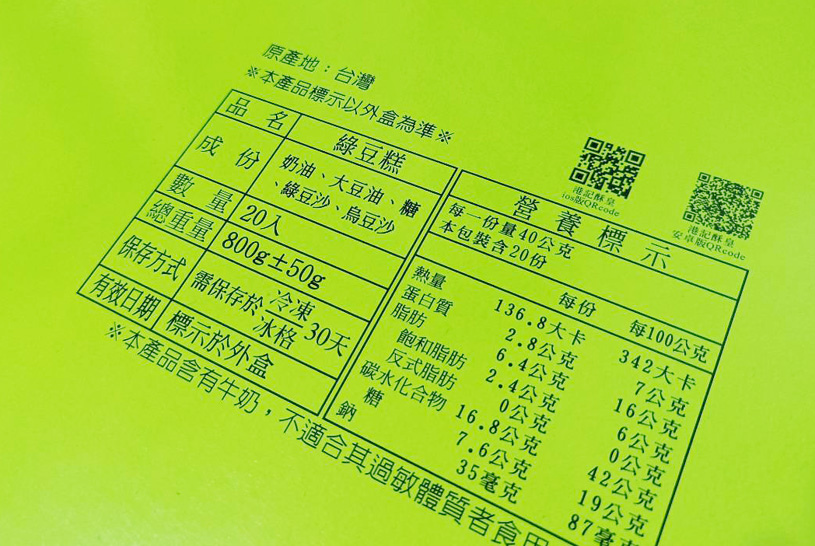 原產地：台灣
※本產品標示以外盒為準※
品名 綠豆糕
成份 奶油、大豆油、糖
、綠豆沙、烏豆沙
數量 20入
總重量 800g±50g
保存方式 需保存於冷凍冰格30天
有效日期 標示於外盒
※本產品含有牛奶，不適合其過敏體質者食用
港記酥皇
ios版QRcode
港記酥皇
安卓版QRcode
營養標示
每一份量40公克
本包裝含20份
每份 每100公克
熱量 136.8大卡 342大卡
蛋白質 2.8公克 7公克
脂肪 6.4公克 16公克
飽和脂肪 2.4公克 6公克
反式脂肪 0公克 0公克
碳水化合物 16.8公克 42公克
糖 7.6公克 19公克
鈉 35毫克 87毫克